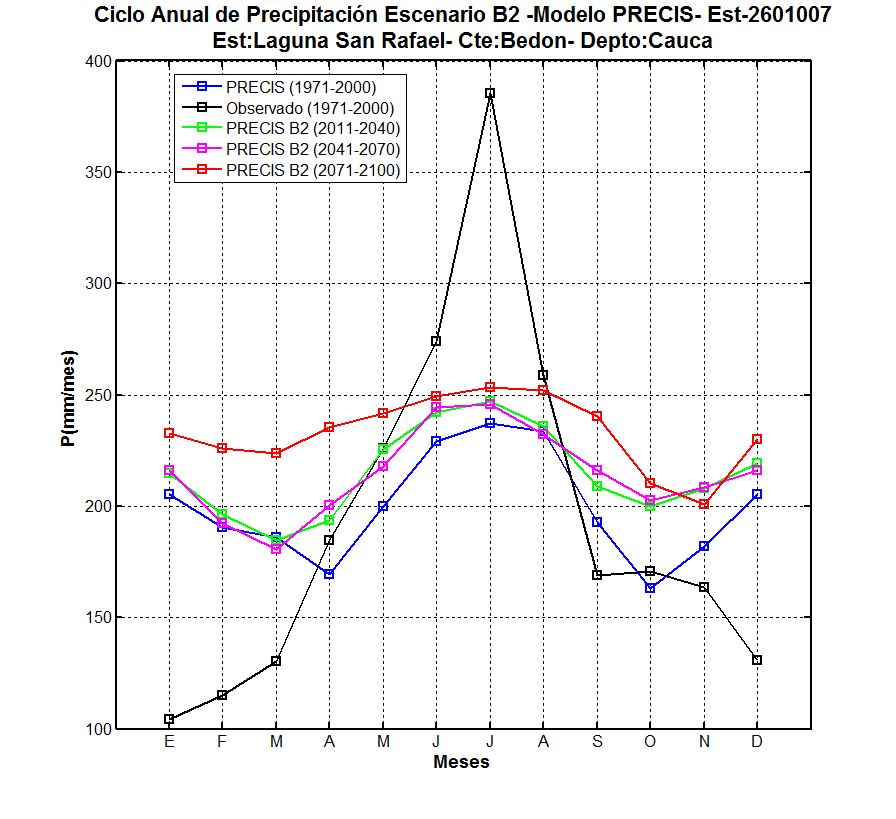 Ciclo Anual de Precipitación Escenario B2 -Modelo PRECIS- Est-2601007
Est:Laguna San Rafael- Cte:Bedon- Depto:Cauca
PRECIS (1971-2000)
Observado (1971-2000)
PRECIS B2 (2011-2040)
PRECIS B2 (2041-2070)
PRECIS B2 (2071-2100)
P(mm/mes)
400
350
300
250
200
150
100
E F M A M J J A S O N D
Meses